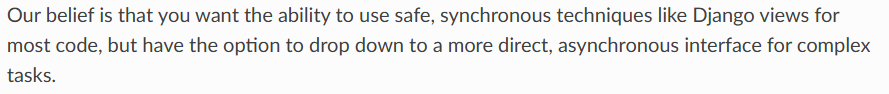 Our belief is that you want the ability to use safe, synchronous techniques like Django views for
most code, but have the option to drop down to a more direct, asynchronous interface for complex
tasks.